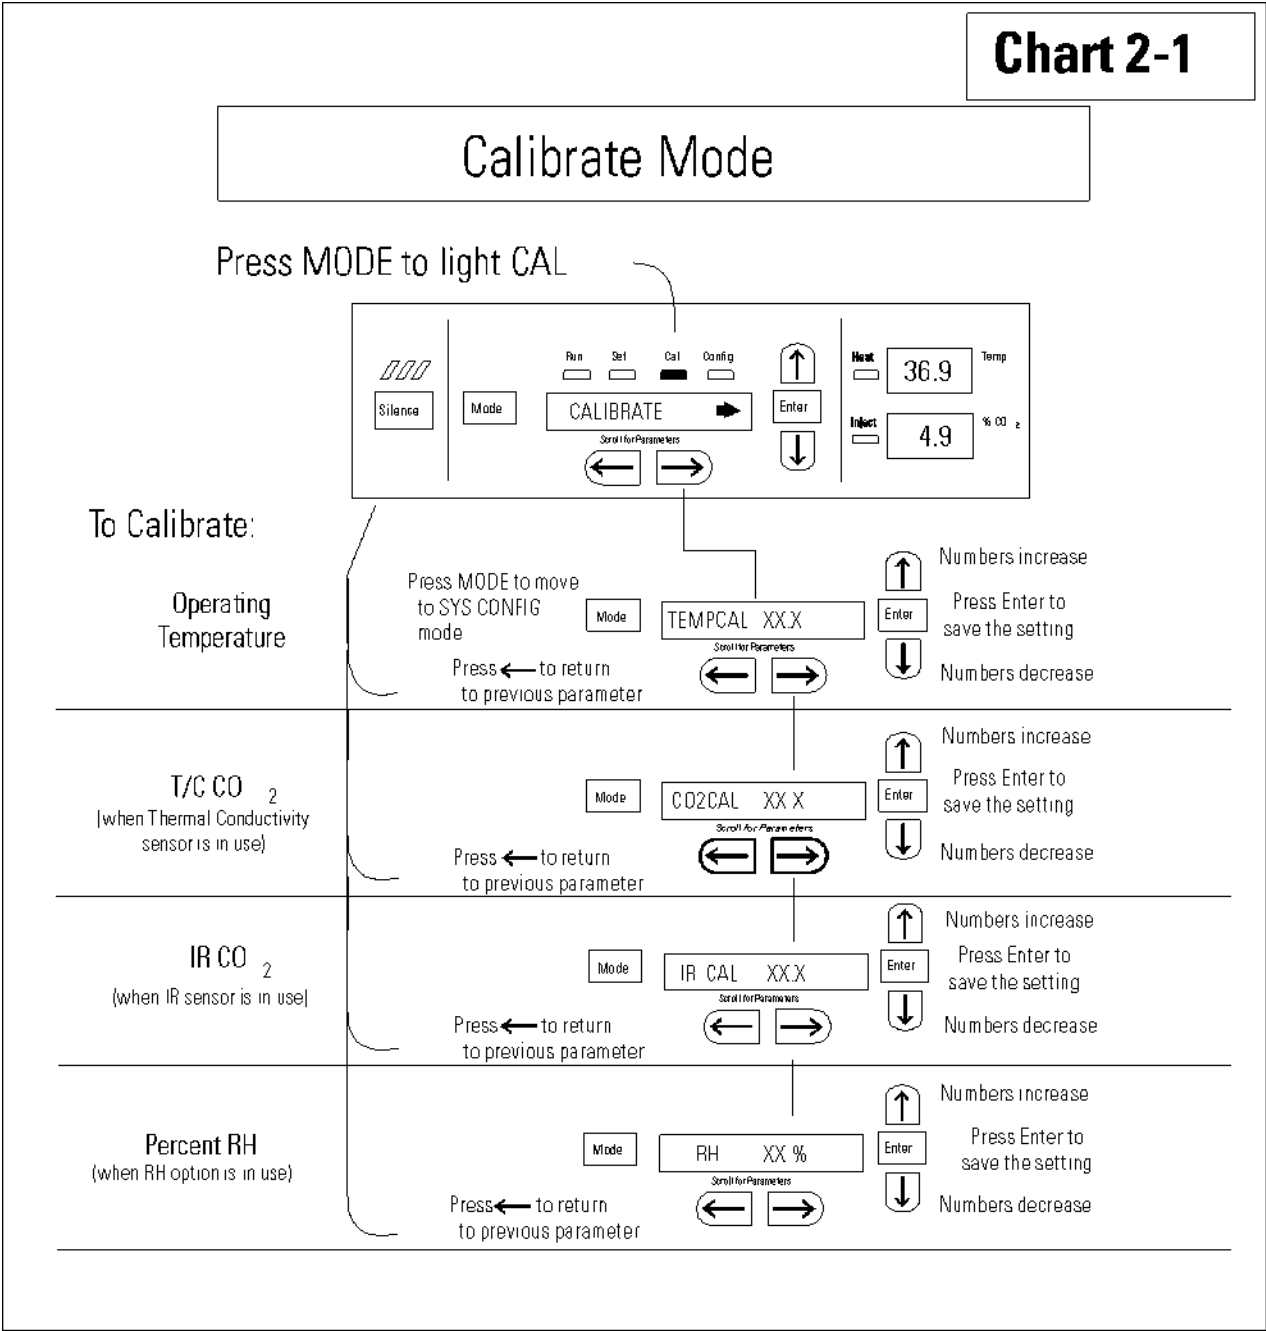 Chart 2-1
Calibrate Mode
Press MODE to light CAL
Run Set Cal Config
Silence
Mode
CALIBRATE
Scroll for Parameters
Enter
Heat
36.9
Temp
Inject
4.9
% CO 2
To Calibrate:
Operating
Temperature
Press MODE to move
to SYS CONFIG
mode
Mode
TEMPCAL XX.X
Scroll for Parameters
Press ← to return
to previous parameter
Numbers increase
Enter
Press Enter to
save the setting
Numbers decrease
T/C CO 2
(when Thermal Conductivity
sensor is in use)
Mode
CO2CAL XX X
Scroll for Parameters
Press ← to return
to previous parameter
Numbers increase
Enter
Press Enter to
save the setting
Numbers decrease
IR CO 2
(when IR sensor is in use)
Mode
IR CAL XX.X
Scroll for Parameters
Press ← to return
to previous parameter
Numbers increase
Enter
Press Enter to
save the setting
Numbers decrease
Percent RH
(when RH option is in use)
Mode
RH XX %
Scroll for Parameters
Press ← to return
to previous parameter
Numbers increase
Enter
Press Enter to
save the setting
Numbers decrease